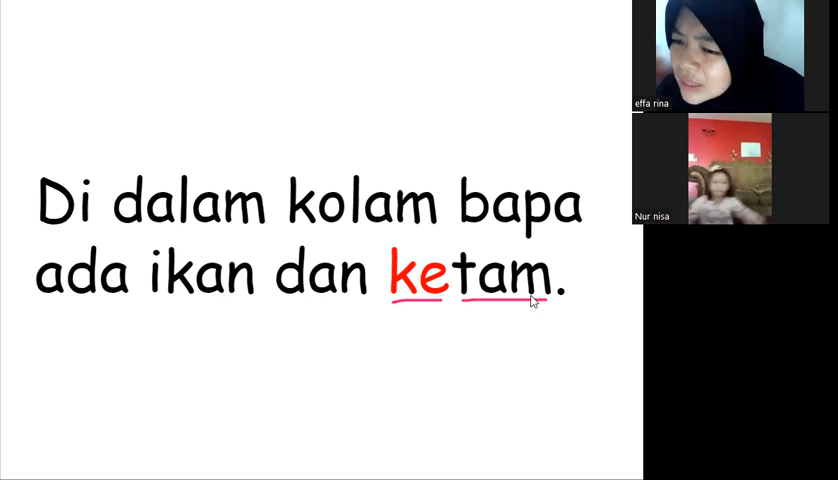 Di dalam kolam bapa
ada ikan dan ketam.
effa rina
Nur nisa